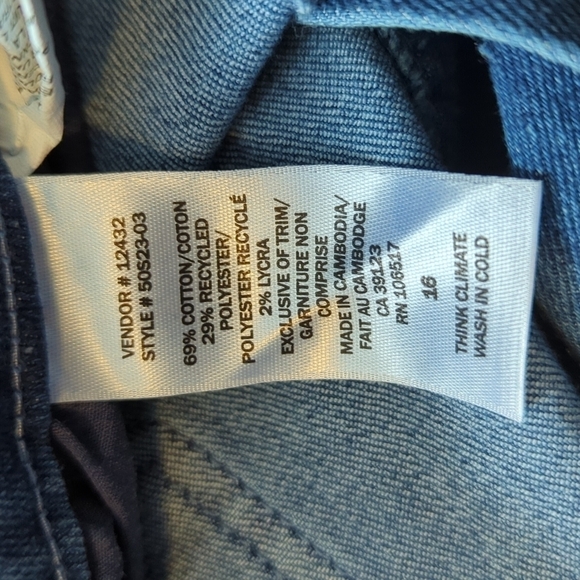 VENDOR # 12432
STYLE # 50S23-03
69% COTTON/COTON
29% RECYCLED
POLYESTER/
POLYESTER RECYCLÉ
2% LYCRA
EXCLUSIVE OF TRIM/
GARNITURE NON
COMPRISE
MADE IN CAMBODIA/
FAIT AU CAMBODGE
CA 39123
RN 106517
16
THINK CLIMATE
WASH IN COLD